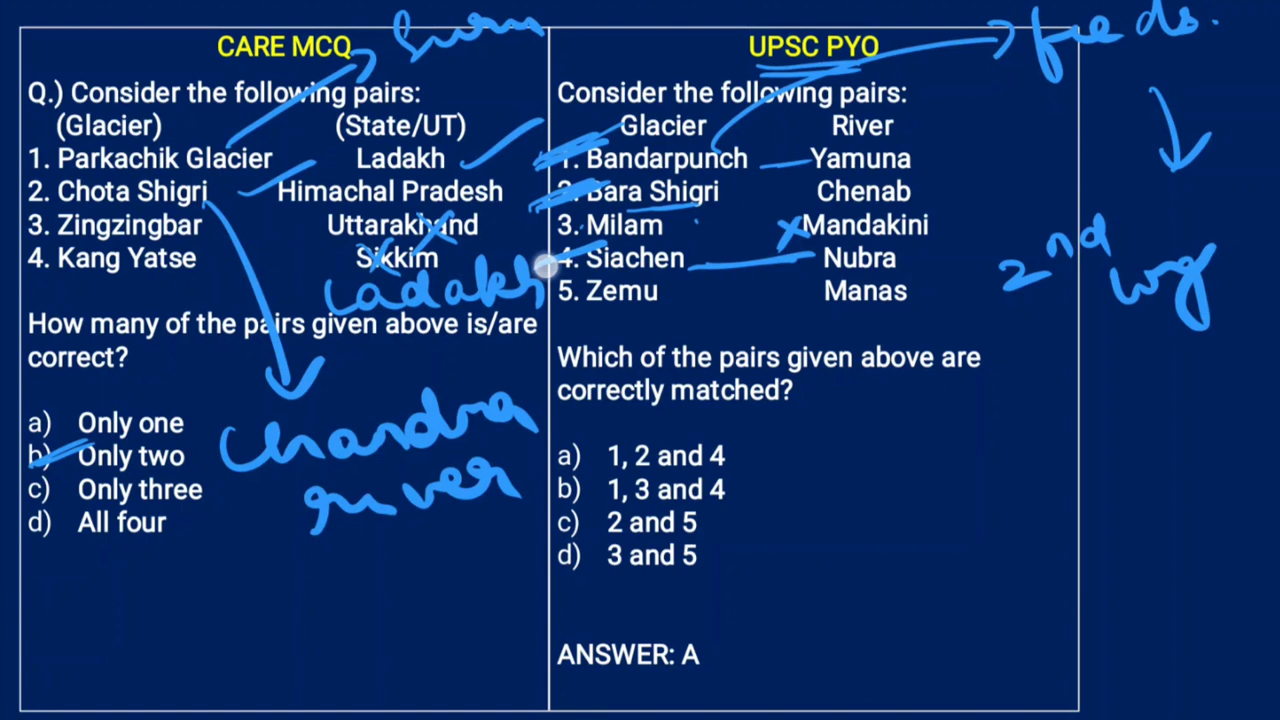 CARE MCQ
Q.) Consider the following pairs:
(Glacier) (State/UT)
1. Parkachik Glacier Ladakh
2. Chota Shigri Himachal Pradesh
3. Zingzingbar Uttarakhand
4. Kang Yatse Sikkim
Ladakh
How many of the pairs given above is/are
correct?
a) Only one
b) Only two
c) Only three
d) All four
Chandra
river
UPSC PYO
Consider the following pairs:
Glacier River
1. Bandarpunch Yamuna
2. Bara Shigri Chenab
3. Milam Mandakini
4. Siachen Nubra
5. Zemu Manas
Which of the pairs given above are
correctly matched?
a) 1, 2 and 4
b) 1, 3 and 4
c) 2 and 5
d) 3 and 5
ANSWER: A
feeds.
2nd